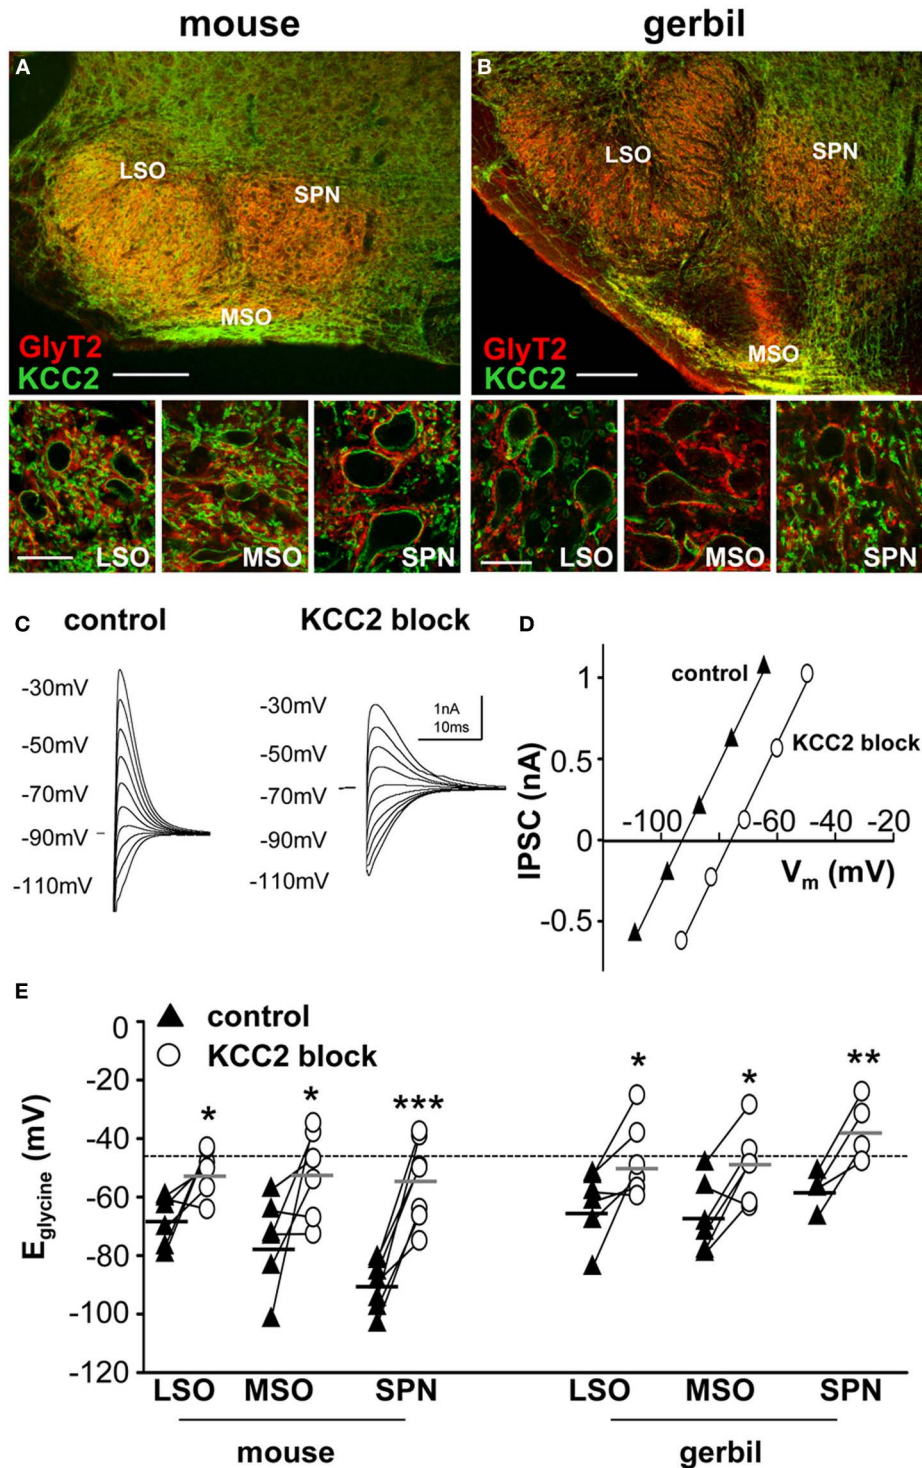 mouse
gerbil
A
LSO
SPN
MSO
GlyT2
KCC2
B
LSO
SPN
MSO
GlyT2
KCC2
LSO
MSO
SPN
LSO
MSO
SPN
C
control
KCC2 block
-30mV
-50mV
-70mV
-90mV
-110mV
-30mV
-50mV
-70mV
-90mV
-110mV
1nA
10ms
D
control
KCC2 block
IPSC (nA)
1
0.5
0
-0.5
-100
-60
-40
-20
Vm (mV)
E
control
KCC2 block
Eglycine (mV)
0
-20
-40
-60
-80
-100
-120
*
*
***
*
*
**
LSO
MSO
SPN
LSO
MSO
SPN
mouse
gerbil